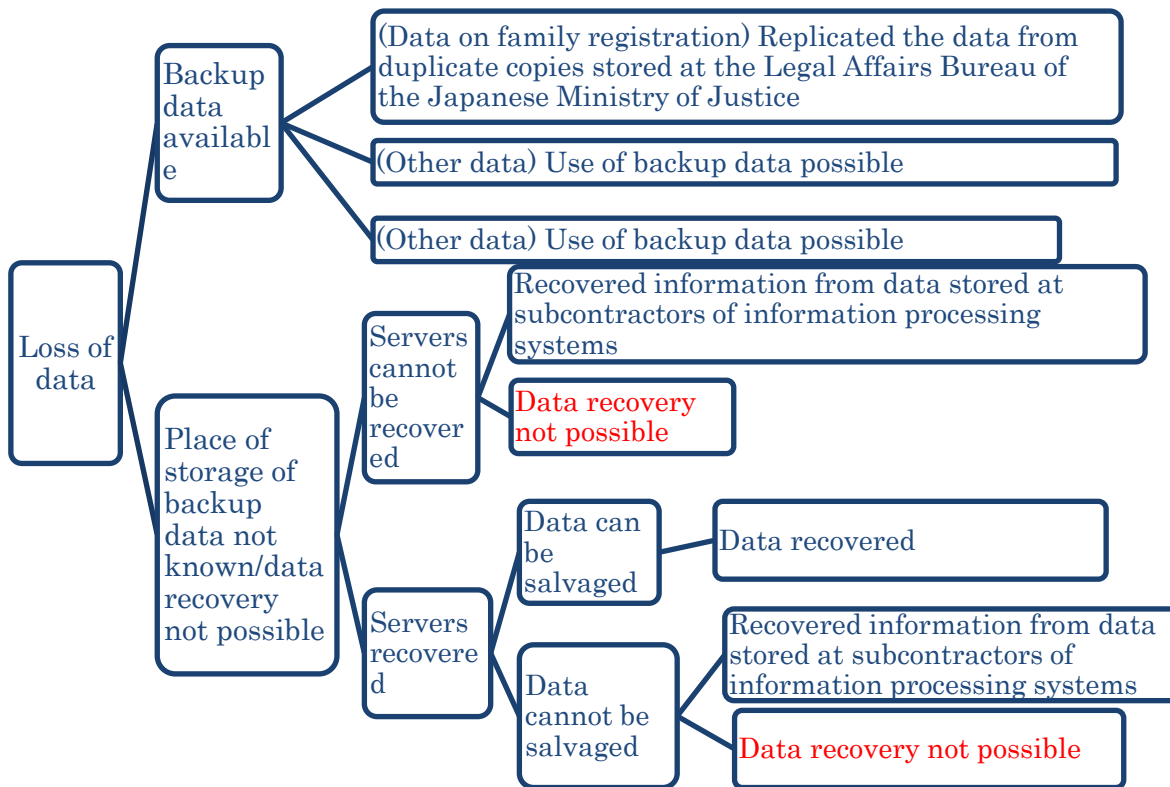 (Data on family registration) Replicated the data from
duplicate copies stored at the Legal Affairs Bureau of
the Japanese Ministry of Justice
Backup
data
availabl
e
(Other data) Use of backup data possible
(Other data) Use of backup data possible
Loss of
data
Place of
storage of
backup
data not
known/data
recovery
not possible
Servers
cannot
be
recover
ed
Recovered information from data stored at
subcontractors of information processing
systems
Data recovery
not possible
Servers
recovere
d
Data can
be
salvaged
Data recovered
Data
cannot be
salvaged
Recovered information from data
stored at subcontractors of
information processing systems
Data recovery not possible